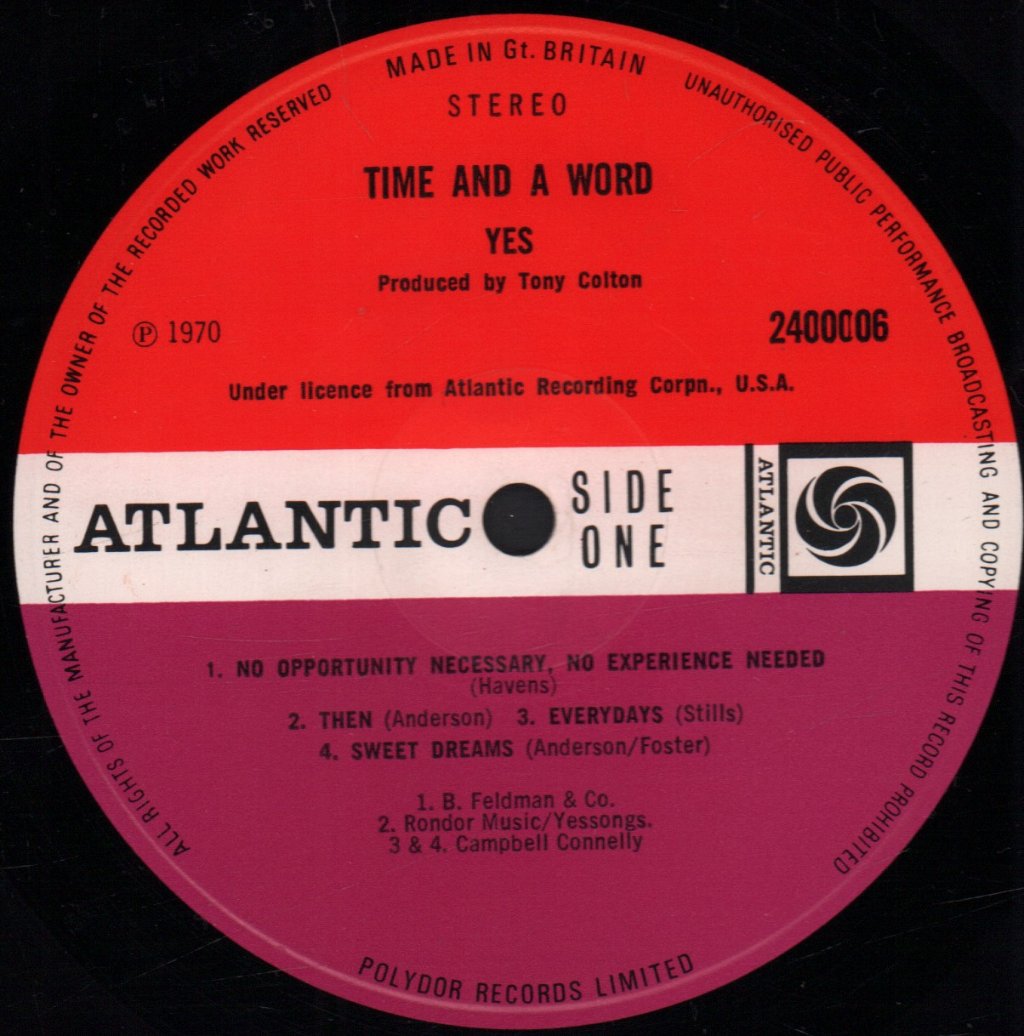 MADE IN Gt. BRITAIN
UNAUTHORISED PUBLIC PERFORMANCE BROADCASTING AND COPYING OF THIS RECORD PROHIBITED
ALL RIGHTS OF THE MANUFACTURER AND OF THE OWNER OF THE RECORDED WORK RESERVED
STEREO
TIME AND A WORD
YES
Produced by Tony Colton
℗ 1970
2400006
Under licence from Atlantic Recording Corpn., U.S.A.
ATLANTIC
SIDE
ONE
ATLANTIC
1. NO OPPORTUNITY NECESSARY, NO EXPERIENCE NEEDED
(Havens)
2. THEN (Anderson) 3. EVERYDAYS (Stills)
4. SWEET DREAMS (Anderson/Foster)
1. B. Feldman & Co.
2. Rondor Music/Yessongs.
3 & 4. Campbell Connelly
POLYDOR RECORDS LIMITED